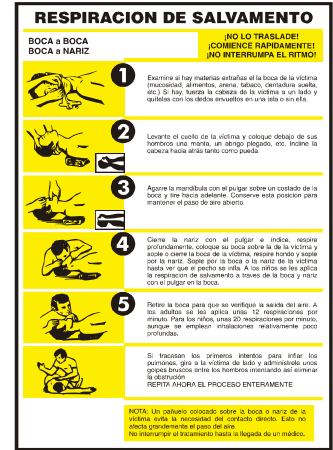 RESPIRACION DE SALVAMENTO
BOCA a BOCA
BOCA a NARIZ
¡NO LO TRASLADE!
¡COMIENCE RAPIDAMENTE!
¡NO INTERRUMPA EL RITMO!
1
Examine si hay materias extrañas el la boca de la víctima
(mucosidad, alimentos, arena, tabaco, dentadura suelta,
etc.) Si hay, tuerza la cabeza de la víctima a un lado y
quítelas con los dedos envueltos en una tela o sin ella.
2
Levante el cuello de la víctima y coloque debajo de sus
hombros una manta, un abrigo plegado, etc. Incline la
cabeza hacia atrás tanto como pueda.
3
Agarre la mandíbula con el pulgar sobre un costado de la
boca y tire hacia adelante. Conserve esta posición para
mantener el paso de aire abierto.
4
Cierre la nariz con el pulgar e índice, respire
profundamente, coloque su boca sobre la de la víctima y
sople o cierre la boca de la víctima, respire hondo y sople
por la nariz. Sople por la boca o la nariz de la víctima
hasta ver que el pecho se infla. A los niños se les aplica
la respiración de salvamento a traves de la boca y nariz
con el pulgar en la boca.
5
Retire la boca para que se verifique la salida del aire. A
los adultos se les aplica unas 12 respiraciones por
minuto. Para los niños, unas 20 respiraciones por minuto,
aunque se emplean inhalaciones relativamente poco
profundas.
Si fracasan los primeros intentos para inflar los
pulmones, gire a la víctima de lado y adminístrele unos
golpes bruscos entre los hombros intentando así eliminar
la obstrución
REPITA AHORA EL PROCESO ENTERAMENTE
NOTA: Un pañuelo colocado sobre la boca o nariz de la
víctima evita la necesidad del contacto directo. Esto no
afecta grandemente el paso del aire.
No interrumpir el tratamiento hasta la llegada de un médico.